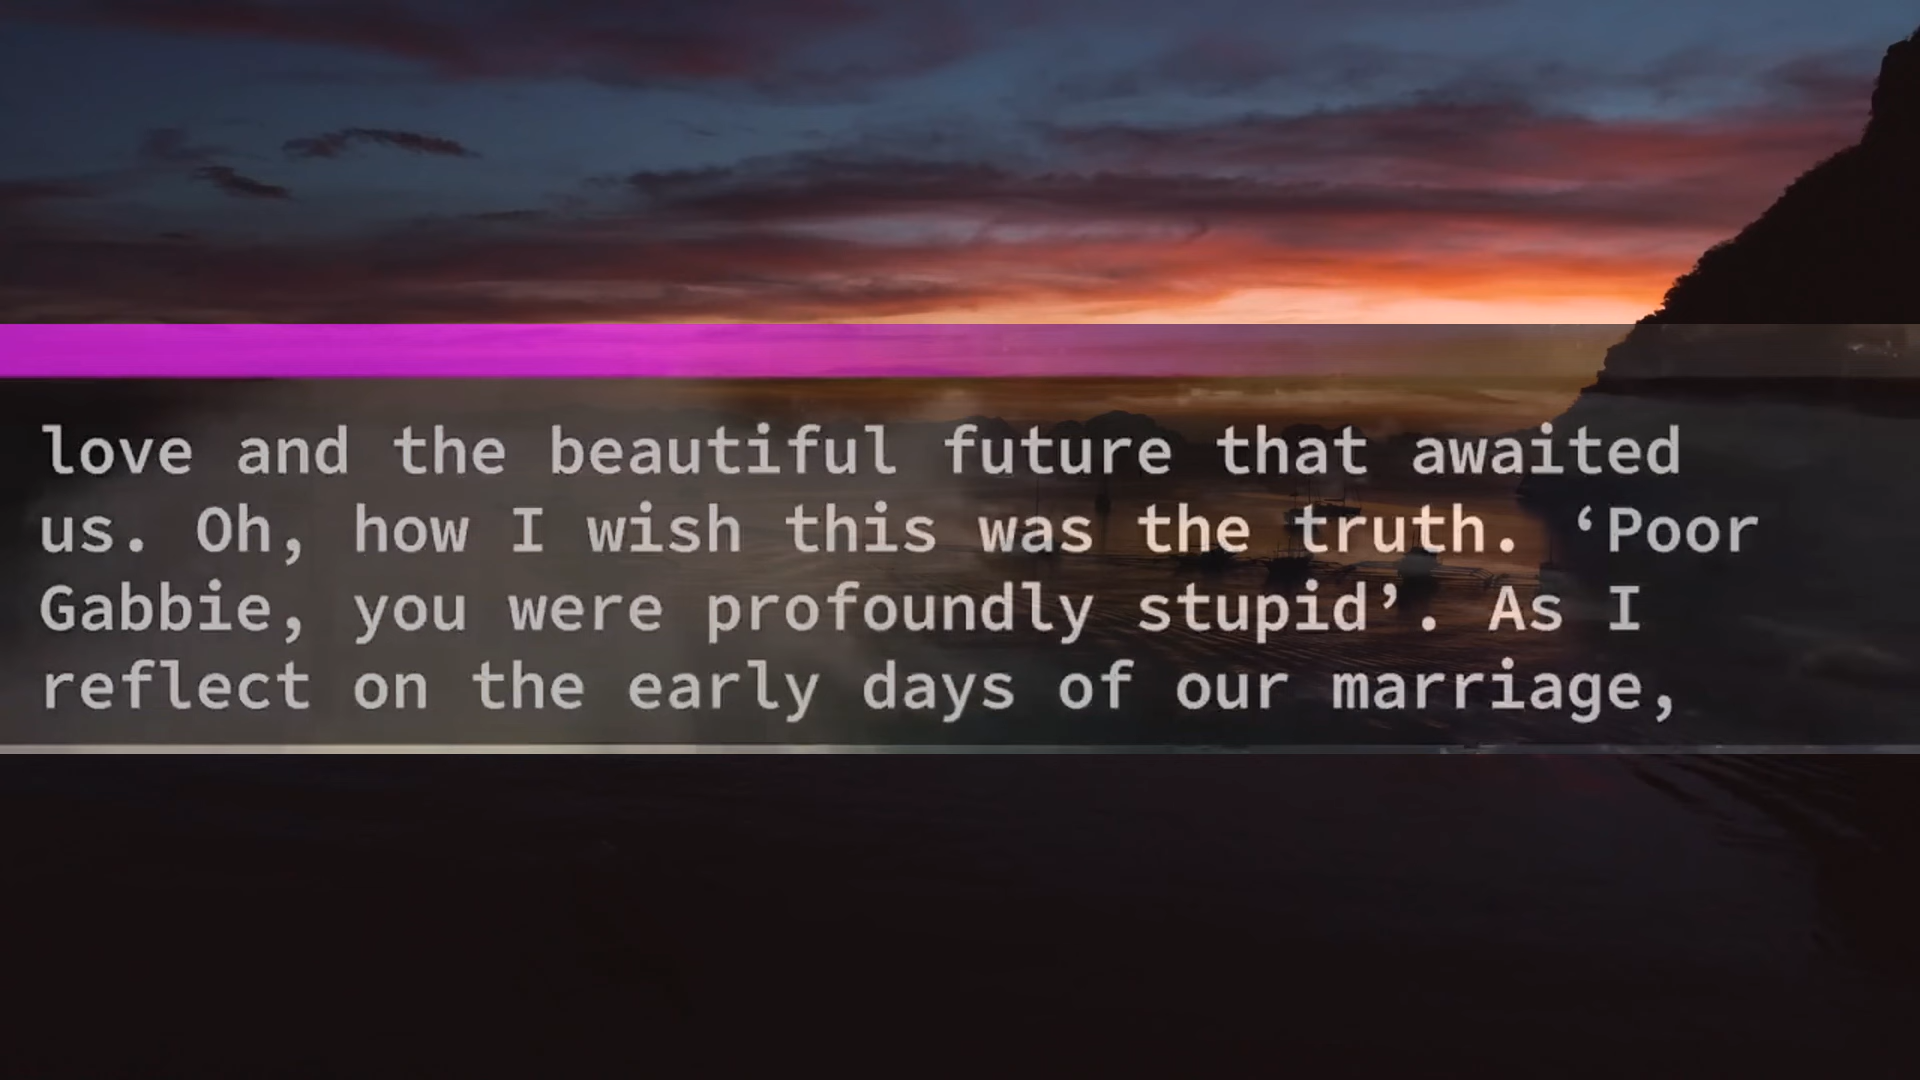 love and the beautiful future that awaited
us. Oh, how I wish this was the truth. ‘Poor
Gabbie, you were profoundly stupid’. As I
reflect on the early days of our marriage,